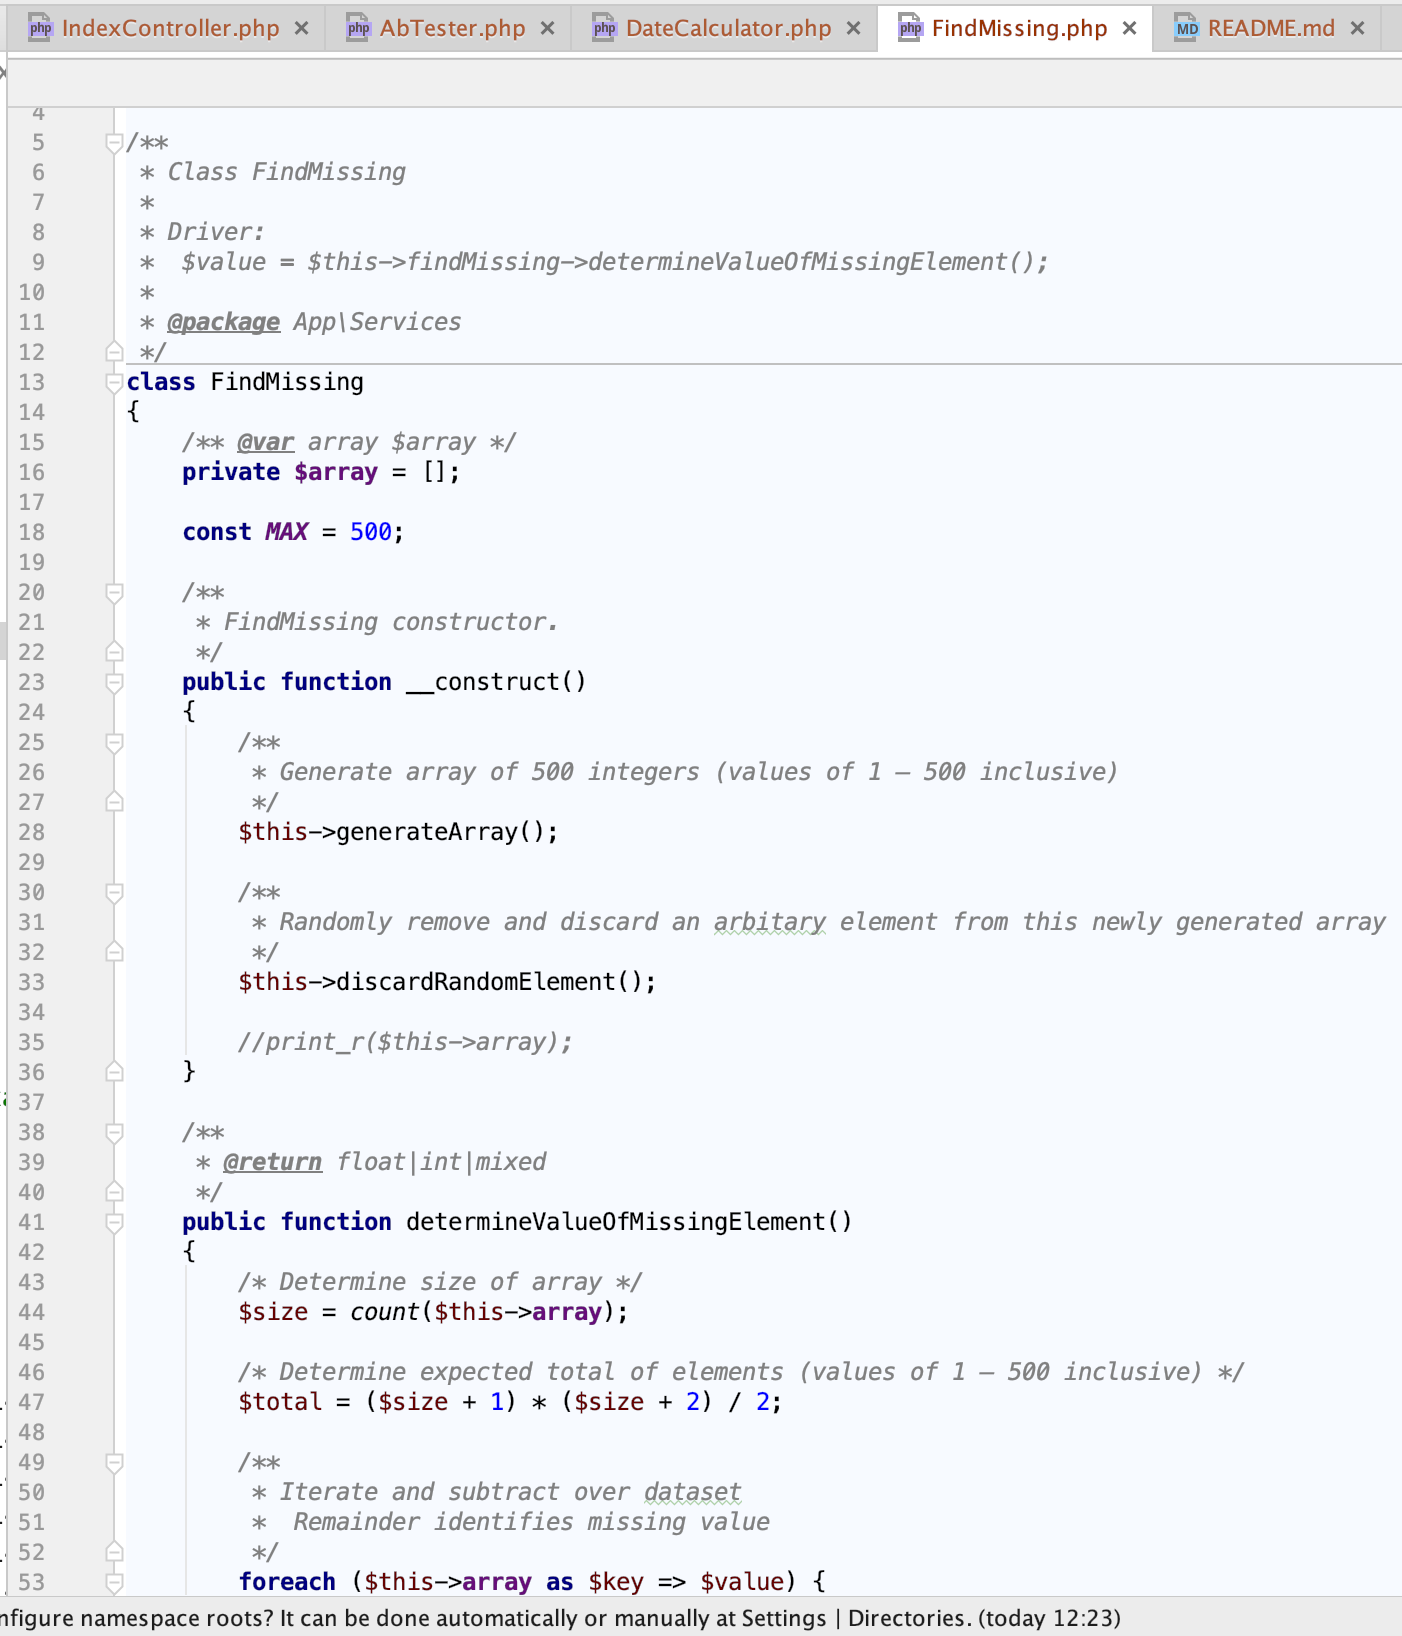 IndexController.php × AbTester.php × DateCalculator.php × FindMissing.php × README.md ×
4
5 /**
6  * Class FindMissing
7  *
8  * Driver:
9  *  $value = $this->findMissing->determineValueOfMissingElement();
10  *
11  * @package App\Services
12  */
13 class FindMissing
14 {
15     /** @var array $array */
16     private $array = [];
17
18     const MAX = 500;
19
20     /**
21      * FindMissing constructor.
22      */
23     public function __construct()
24     {
25         /**
26          * Generate array of 500 integers (values of 1 – 500 inclusive)
27          */
28         $this->generateArray();
29
30         /**
31          * Randomly remove and discard an arbitary element from this newly generated array
32          */
33         $this->discardRandomElement();
34
35         //print_r($this->array);
36     }
37
38     /**
39      * @return float|int|mixed
40      */
41     public function determineValueOfMissingElement()
42     {
43         /* Determine size of array */
44         $size = count($this->array);
45
46         /* Determine expected total of elements (values of 1 – 500 inclusive) */
47         $total = ($size + 1) * ($size + 2) / 2;
48
49         /**
50          * Iterate and subtract over dataset
51          *  Remainder identifies missing value
52          */
53         foreach ($this->array as $key => $value) {
nfigure namespace roots? It can be done automatically or manually at Settings | Directories. (today 12:23)